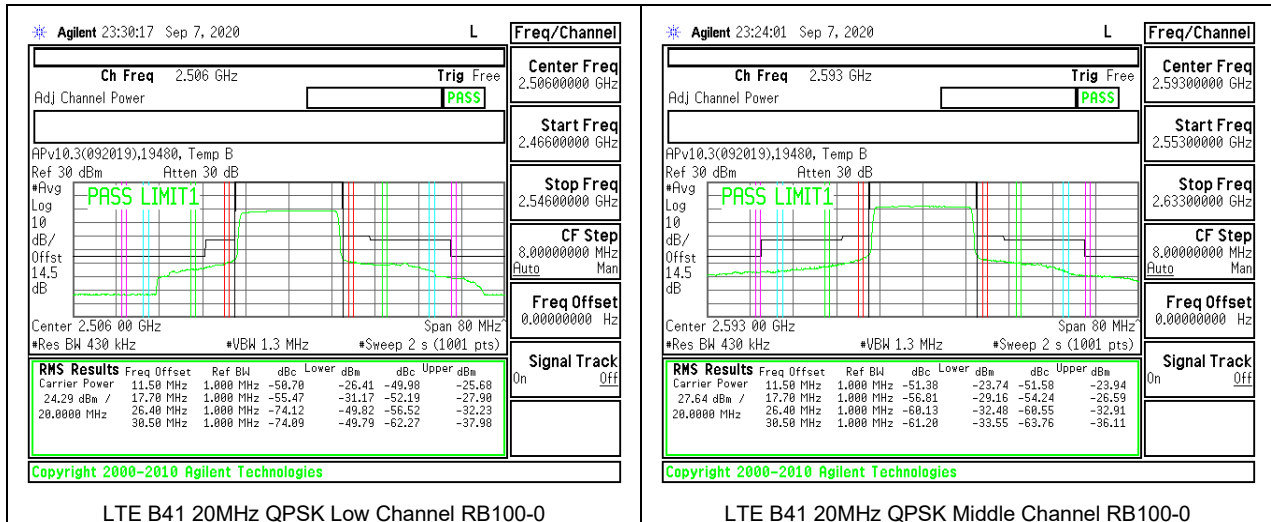 Agilent 23:30:17 Sep 7, 2020 L
Ch Freq 2.506 GHz Trig Free
Adj Channel Power PASS
APv10.3(092019),19480, Temp B
Ref 30 dBm Atten 30 dB
#Avg
Log
10
dB/
Offst
14.5
dB
PASS LIMIT1
Center 2.506 00 GHz Span 80 MHz^
#Res BW 430 kHz #VBW 1.3 MHz #Sweep 2 s (1001 pts)
RMS Results Freq Offset Ref BW dBc Lower dBm dBc Upper dBm
Carrier Power 11.50 MHz 1.000 MHz -50.70 -26.41 -49.98 -25.68
24.29 dBm / 17.70 MHz 1.000 MHz -55.47 -31.17 -52.19 -27.90
20.0000 MHz 26.40 MHz 1.000 MHz -74.12 -49.82 -56.52 -32.23
30.50 MHz 1.000 MHz -74.09 -49.79 -62.27 -37.98
Copyright 2000-2010 Agilent Technologies
Freq/Channel
Center Freq
2.50600000 GHz
Start Freq
2.46600000 GHz
Stop Freq
2.54600000 GHz
CF Step
8.00000000 MHz
Auto Man
Freq Offset
0.00000000 Hz
Signal Track
On Off
LTE B41 20MHz QPSK Low Channel RB100-0
Agilent 23:24:01 Sep 7, 2020 L
Ch Freq 2.593 GHz Trig Free
Adj Channel Power PASS
APv10.3(092019),19480, Temp B
Ref 30 dBm Atten 30 dB
#Avg
Log
10
dB/
Offst
14.5
dB
PASS LIMIT1
Center 2.593 00 GHz Span 80 MHz^
#Res BW 430 kHz #VBW 1.3 MHz #Sweep 2 s (1001 pts)
RMS Results Freq Offset Ref BW dBc Lower dBm dBc Upper dBm
Carrier Power 11.50 MHz 1.000 MHz -51.38 -23.74 -51.58 -23.94
27.64 dBm / 17.70 MHz 1.000 MHz -56.81 -29.16 -54.24 -26.59
20.0000 MHz 26.40 MHz 1.000 MHz -60.13 -32.48 -60.55 -32.91
30.50 MHz 1.000 MHz -61.20 -33.55 -63.76 -36.11
Copyright 2000-2010 Agilent Technologies
Freq/Channel
Center Freq
2.59300000 GHz
Start Freq
2.55300000 GHz
Stop Freq
2.63300000 GHz
CF Step
8.00000000 MHz
Auto Man
Freq Offset
0.00000000 Hz
Signal Track
On Off
LTE B41 20MHz QPSK Middle Channel RB100-0